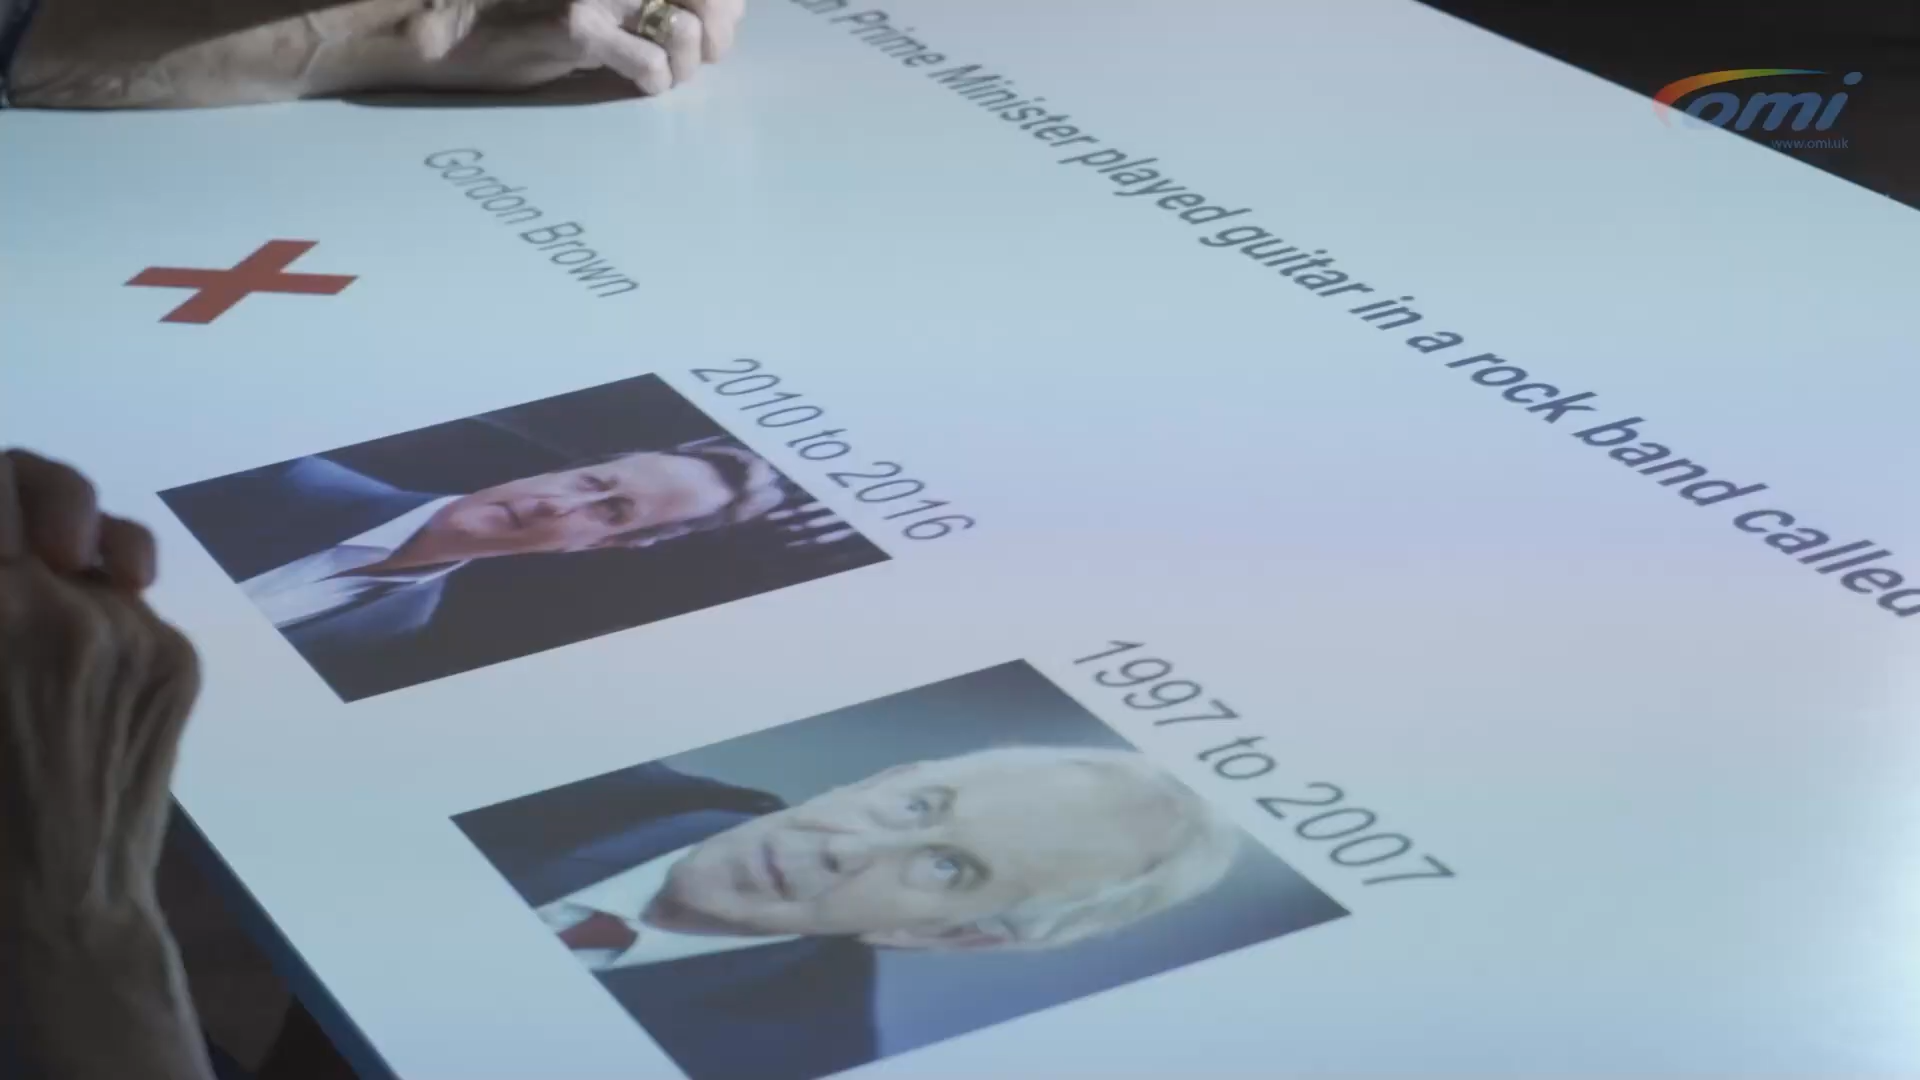 Prime Minister played guitar in a rock band called
Gordon Brown
2010 to 2016
1997 to 2007
omi
www.omi.uk